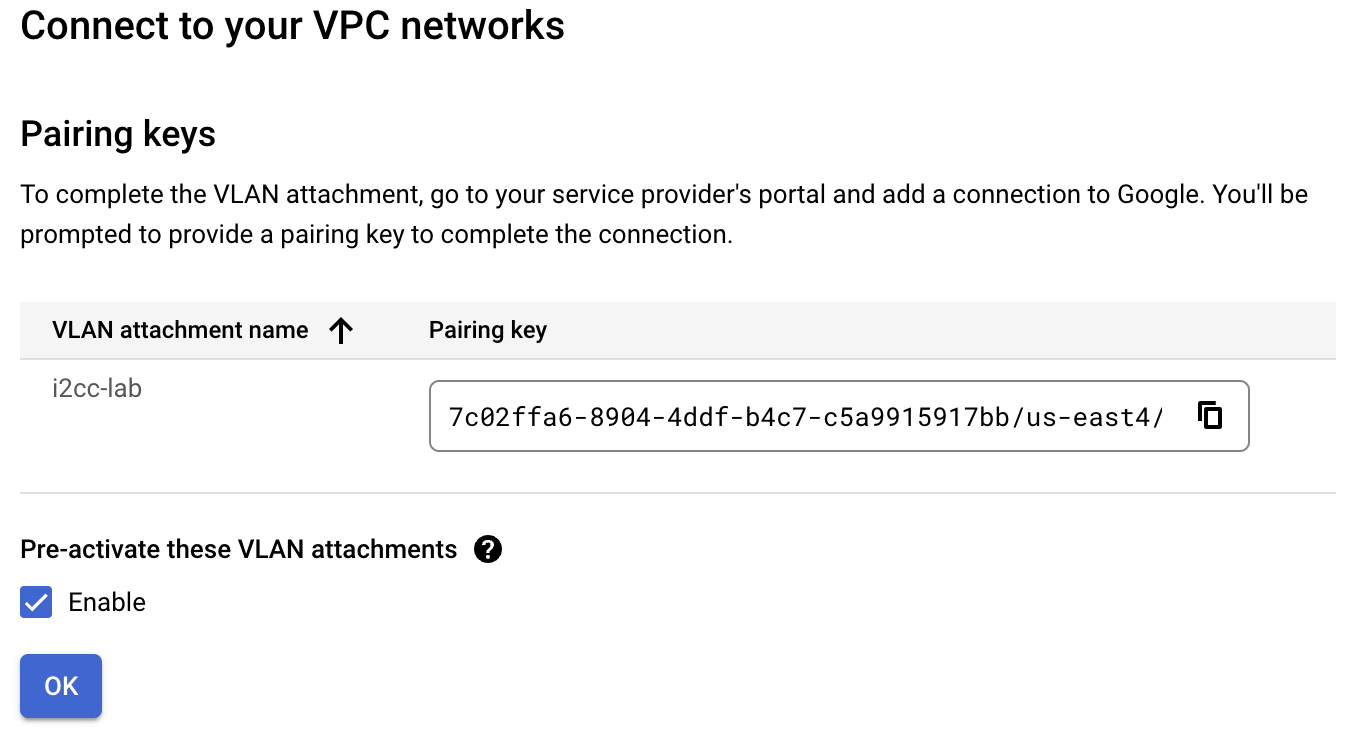 Connect to your VPC networks
Pairing keys
To complete the VLAN attachment, go to your service provider's portal and add a connection to Google. You'll be
prompted to provide a pairing key to complete the connection.
VLAN attachment name Pairing key
i2cc-lab 7c02ffa6-8904-4ddf-b4c7-c5a9915917bb/us-east4/
Pre-activate these VLAN attachments ?
Enable
OK